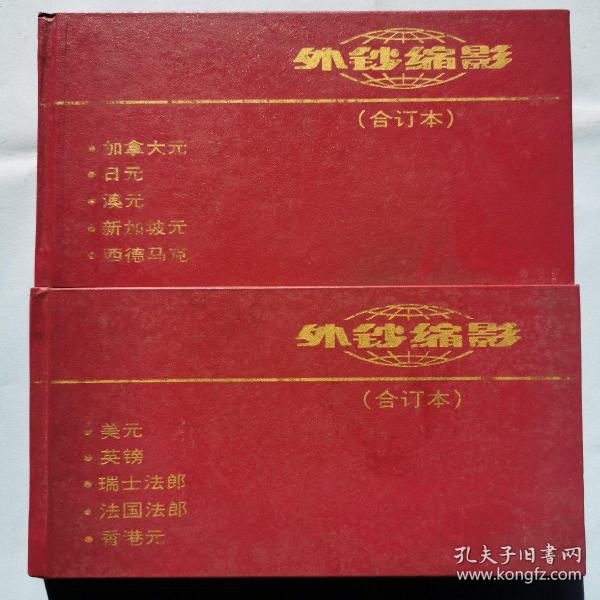 外钞缩影
(合订本)
• 加拿大元
• 日元
• 澳元
• 新加坡元
• 西德马克
外钞缩影
(合订本)
• 美元
• 英镑
• 瑞士法郎
• 法国法郎
• 香港元
孔夫子旧书网
www.kongfz.com